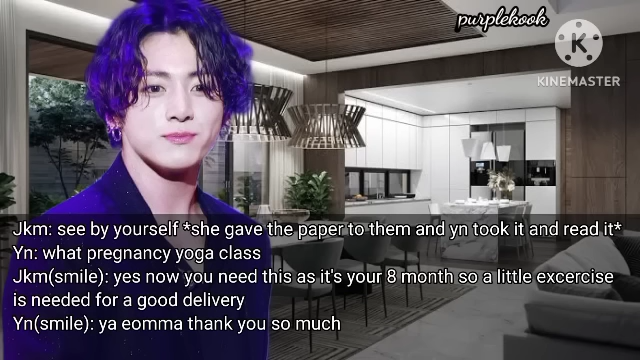 purplekook
K
KINEMASTER
Jkm: see by yourself *she gave the paper to them and yn took it and read it*
Yn: what pregnancy yoga class
Jkm(smile): yes now you need this as it's your 8 month so a little excercise
is needed for a good delivery
Yn(smile): ya eomma thank you so much